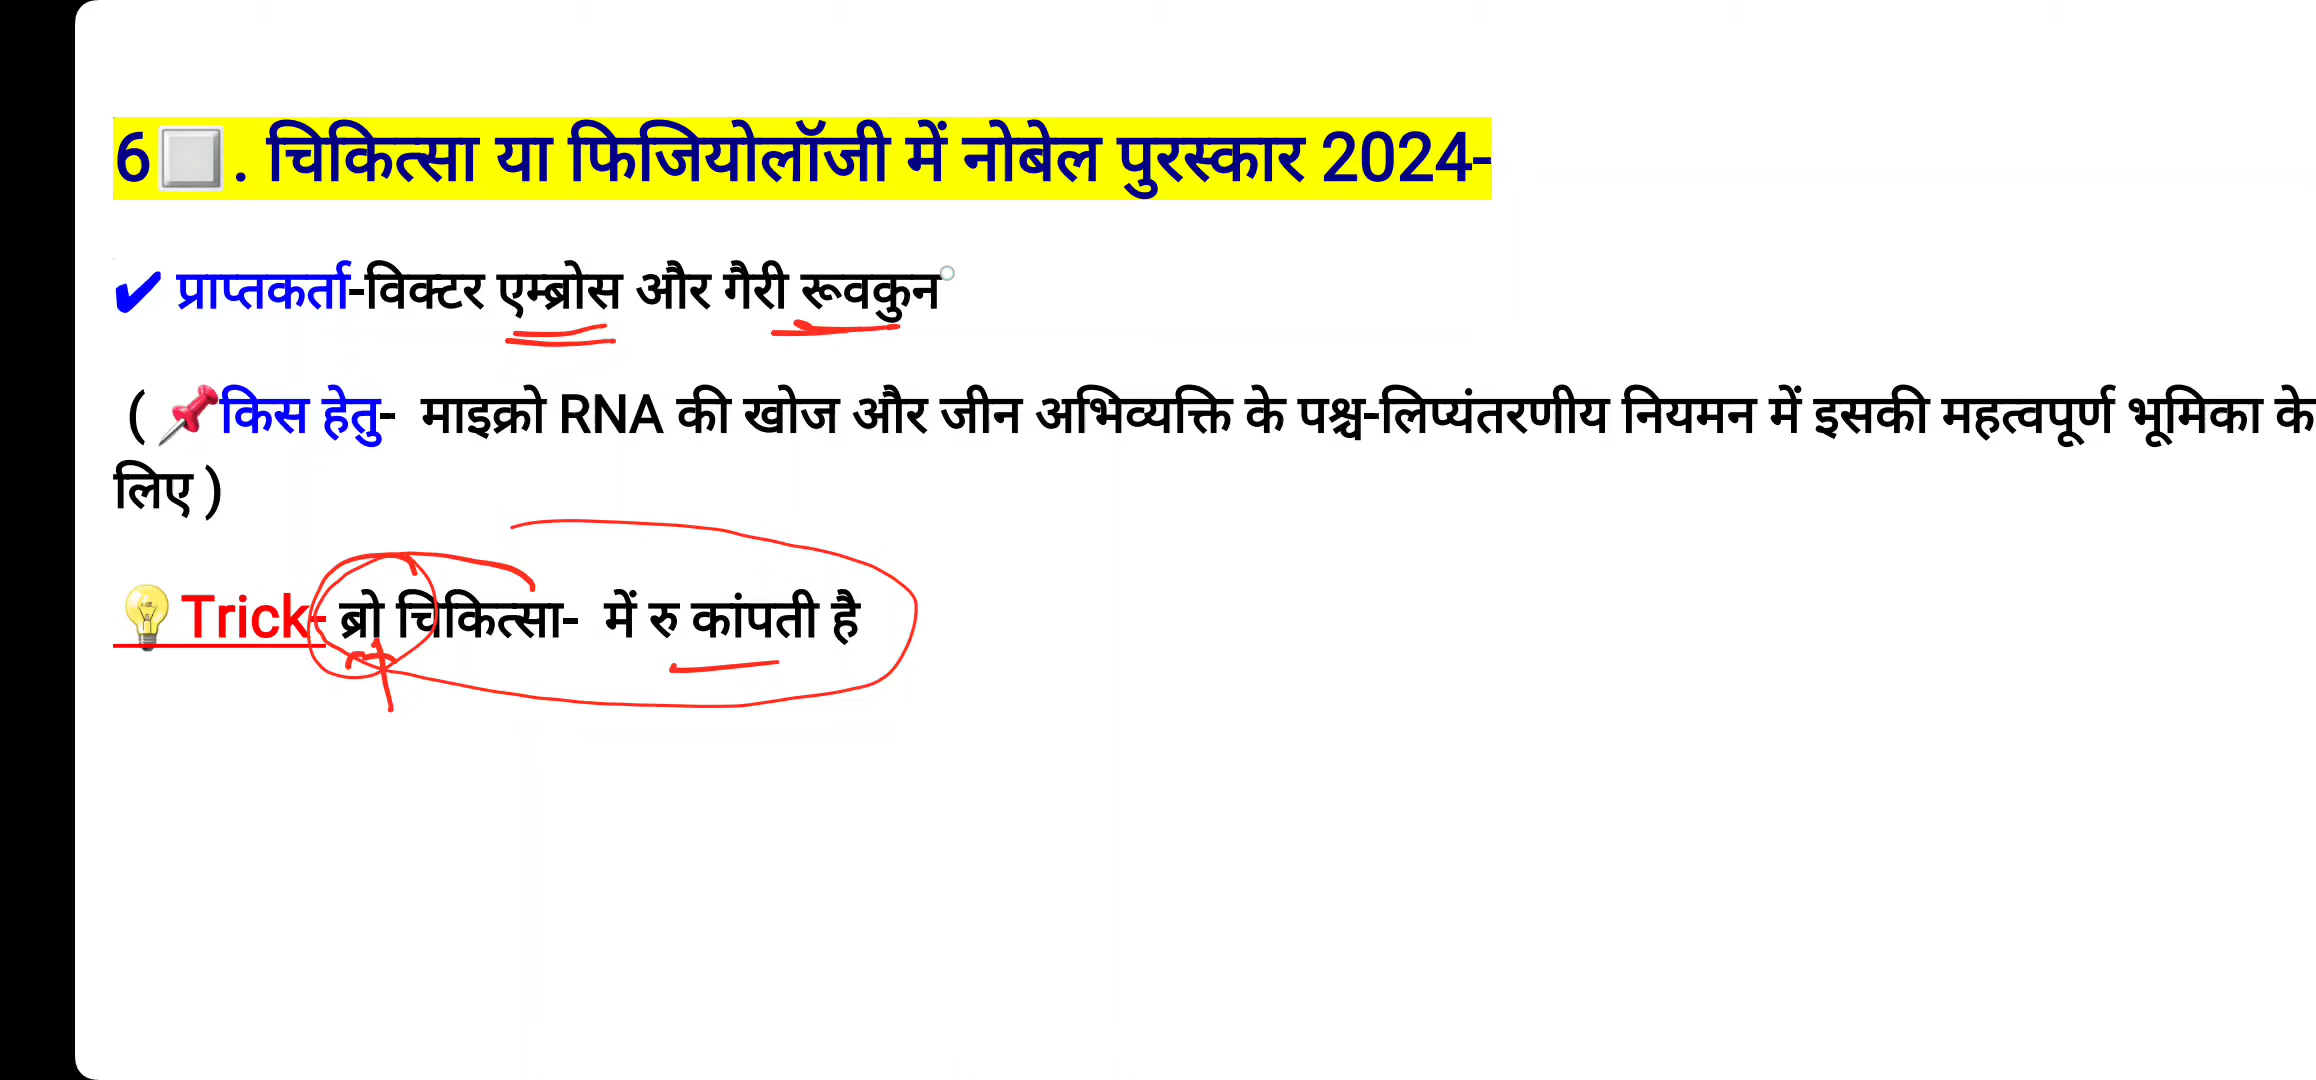 6. चिकित्सा या फिजियोलॉजी में नोबेल पुरस्कार 2024-
✔ प्राप्तकर्ता-विक्टर एम्ब्रोस और गैरी रूवकुन
( 📌किस हेतु- माइक्रो RNA की खोज और जीन अभिव्यक्ति के पश्च-लिप्यंतरणीय नियमन में इसकी महत्वपूर्ण भूमिका के
लिए )
💡Trick- ब्रो चिकित्सा- में रु कांपती है